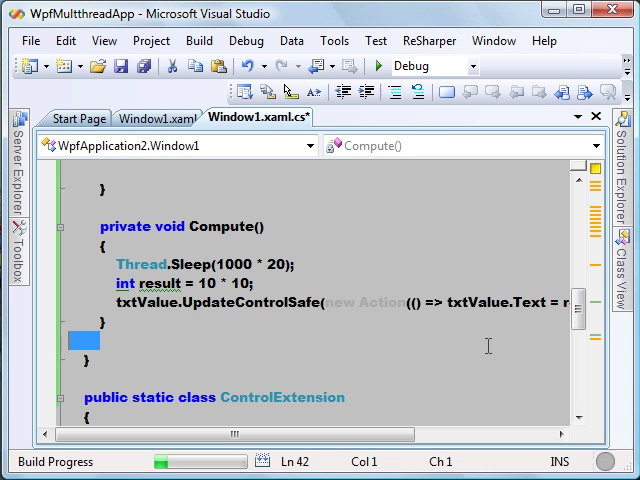 WpfMultthreadApp - Microsoft Visual Studio
File Edit View Project Build Debug Data Tools Test ReSharper Window Help
Debug
Start Page Window1.xaml Window1.xaml.cs*
WpfApplication2.Window1 Compute()
Server Explorer
Toolbox
Solution Explorer
Class View
}
private void Compute()
{
Thread.Sleep(1000 * 20);
int result = 10 * 10;
txtValue.UpdateControlSafe(new Action(() => txtValue.Text = r
}
}
public static class ControlExtension
{
Build Progress Ln 42 Col 1 Ch 1 INS